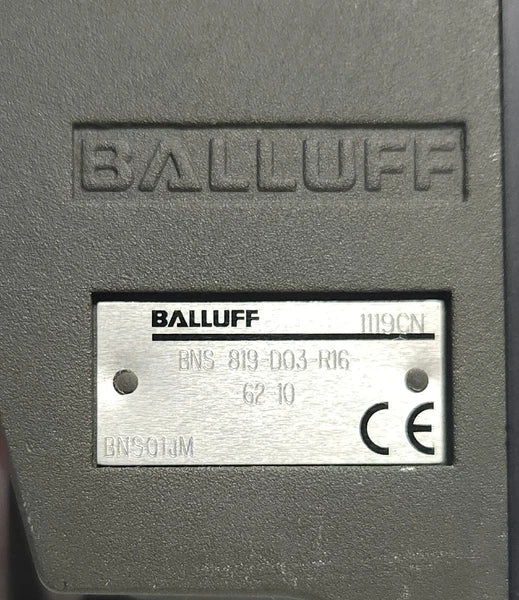 BALLUFF
BALLUFF 1119CN
BNS 819-D03-R16
62-10
BNS01JM
CE